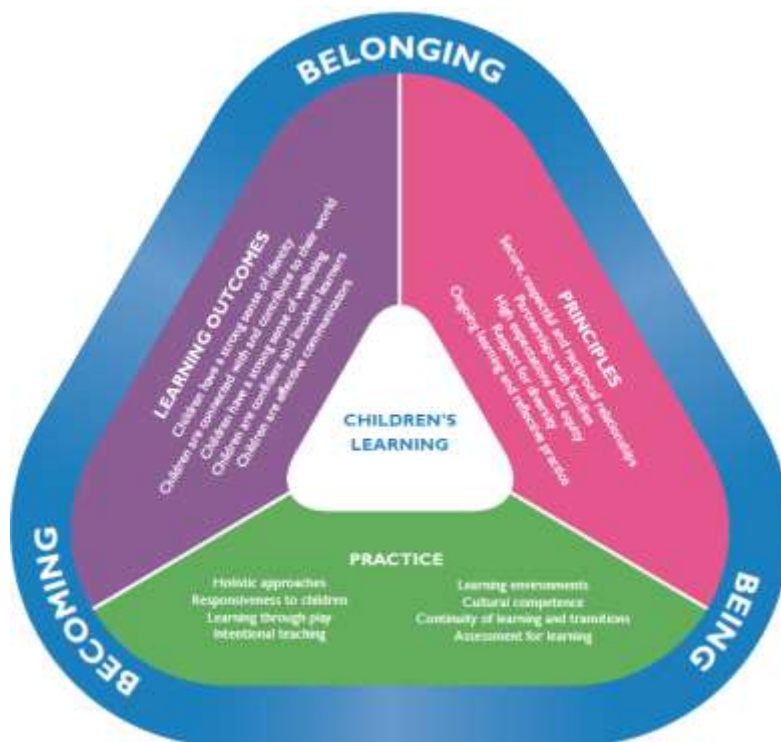 BELONGING
LEARNING OUTCOMES
Children have a strong sense of identity
Children are connected with and contribute to their world
Children have a strong sense of wellbeing
Children are confident and involved learners
Children are effective communicators
PRINCIPLES
Secure, respectful and reciprocal relationships
Partnerships with families
High expectations and equity
Respect for diversity
Ongoing learning and reflective practice
CHILDREN'S
LEARNING
PRACTICE
Holistic approaches
Responsiveness to children
Learning through play
Intentional teaching
Learning environments
Cultural competence
Continuity of learning and transitions
Assessment for learning
BECOMING
BEING